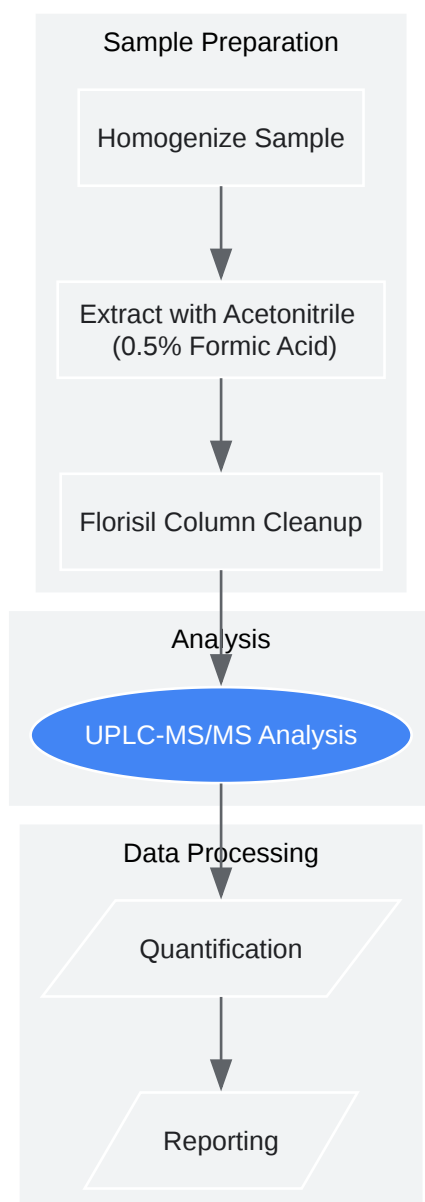 Sample Preparation
Homogenize Sample
Extract with Acetonitrile
(0.5% Formic Acid)
Florisil Column Cleanup
Analysis
UPLC-MS/MS Analysis
Data Processing
Quantification
Reporting